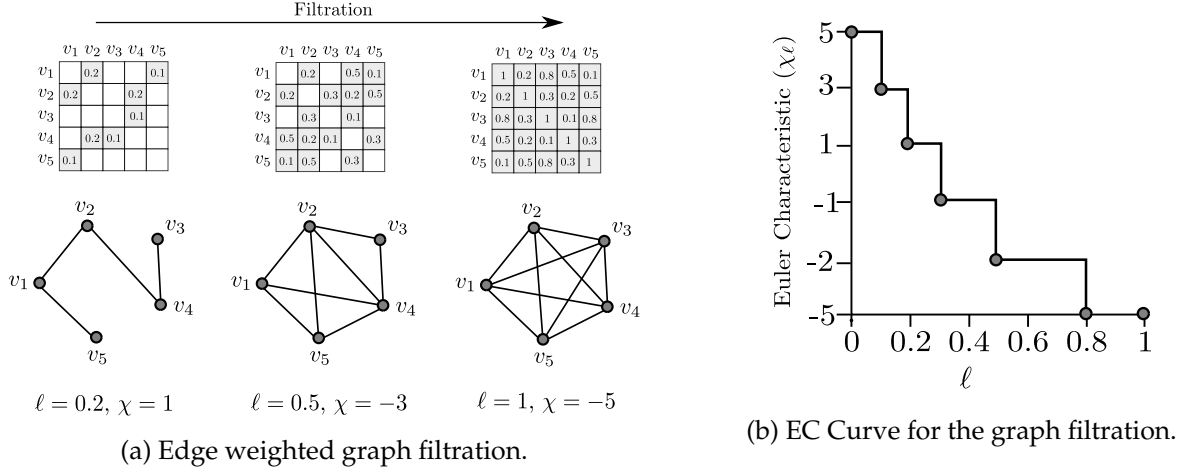 Filtration
v1 v2 v3 v4 v5
v1 0.2 0.1
v2 0.2 0.2
v3 0.1
v4 0.2 0.1
v5 0.1
v1 v2 v3 v4 v5
v1 0.2 0.5 0.1
v2 0.2 0.3 0.2 0.5
v3 0.3 0.1
v4 0.5 0.2 0.1 0.3
v5 0.1 0.5 0.3
v1 v2 v3 v4 v5
v1 1 0.2 0.8 0.5 0.1
v2 0.2 1 0.3 0.2 0.5
v3 0.8 0.3 1 0.1 0.8
v4 0.5 0.2 0.1 1 0.3
v5 0.1 0.5 0.8 0.3 1
v2
v3
v1
v4
v5
v2
v3
v1
v4
v5
v2
v3
v1
v4
v5
ℓ = 0.2, χ = 1
ℓ = 0.5, χ = −3
ℓ = 1, χ = −5
(a) Edge weighted graph filtration.
Euler Characteristic (χℓ)
5
3
1
-1
-2
-5
0 0.2 0.4 0.6 0.8 1
ℓ
(b) EC Curve for the graph filtration.